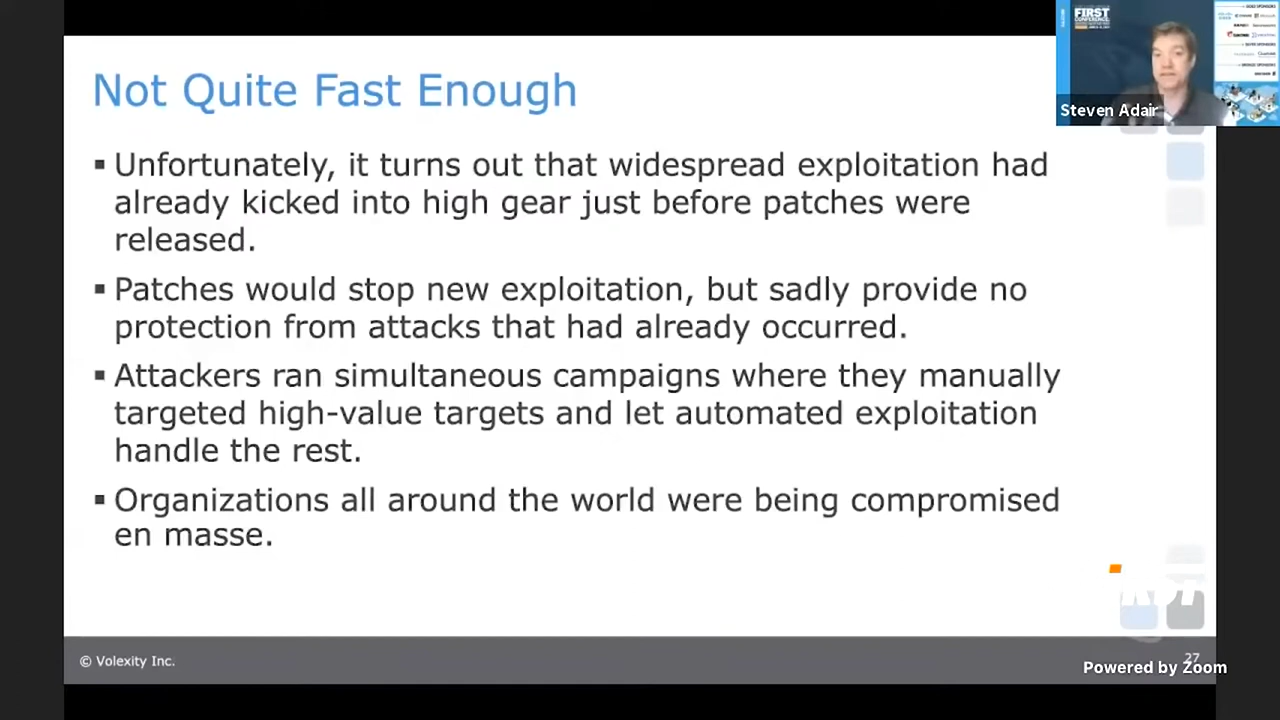 Not Quite Fast Enough
▪ Unfortunately, it turns out that widespread exploitation had
already kicked into high gear just before patches were
released.
▪ Patches would stop new exploitation, but sadly provide no
protection from attacks that had already occurred.
▪ Attackers ran simultaneous campaigns where they manually
targeted high-value targets and let automated exploitation
handle the rest.
▪ Organizations all around the world were being compromised
en masse.
FIRST
CONFERENCE
Steven Adair
© Volexity Inc.
27
Powered by Zoom